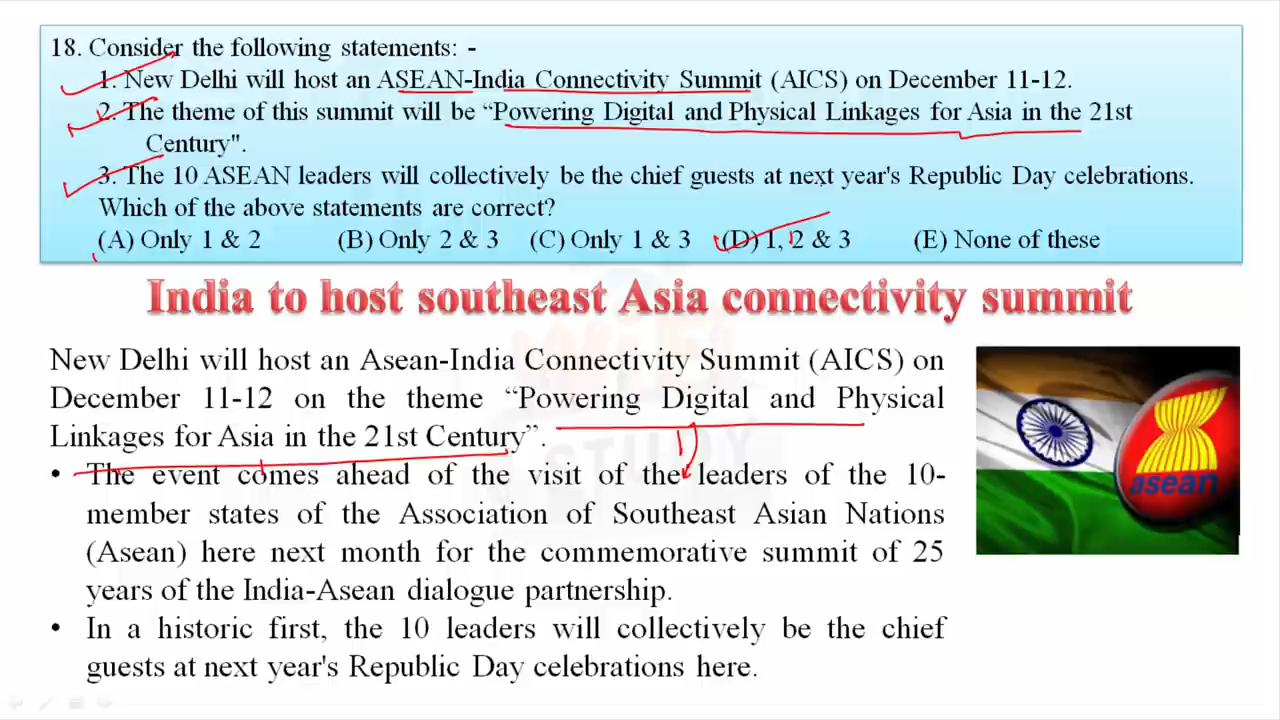 18. Consider the following statements: -
1. New Delhi will host an ASEAN-India Connectivity Summit (AICS) on December 11-12.
2. The theme of this summit will be “Powering Digital and Physical Linkages for Asia in the 21st
Century".
3. The 10 ASEAN leaders will collectively be the chief guests at next year's Republic Day celebrations.
Which of the above statements are correct?
(A) Only 1 & 2 (B) Only 2 & 3 (C) Only 1 & 3 (D) 1, 2 & 3 (E) None of these
India to host southeast Asia connectivity summit
New Delhi will host an Asean-India Connectivity Summit (AICS) on
December 11-12 on the theme “Powering Digital and Physical
Linkages for Asia in the 21st Century”.
• The event comes ahead of the visit of the leaders of the 10-
member states of the Association of Southeast Asian Nations
(Asean) here next month for the commemorative summit of 25
years of the India-Asean dialogue partnership.
• In a historic first, the 10 leaders will collectively be the chief
guests at next year's Republic Day celebrations here.
asean
STUDY